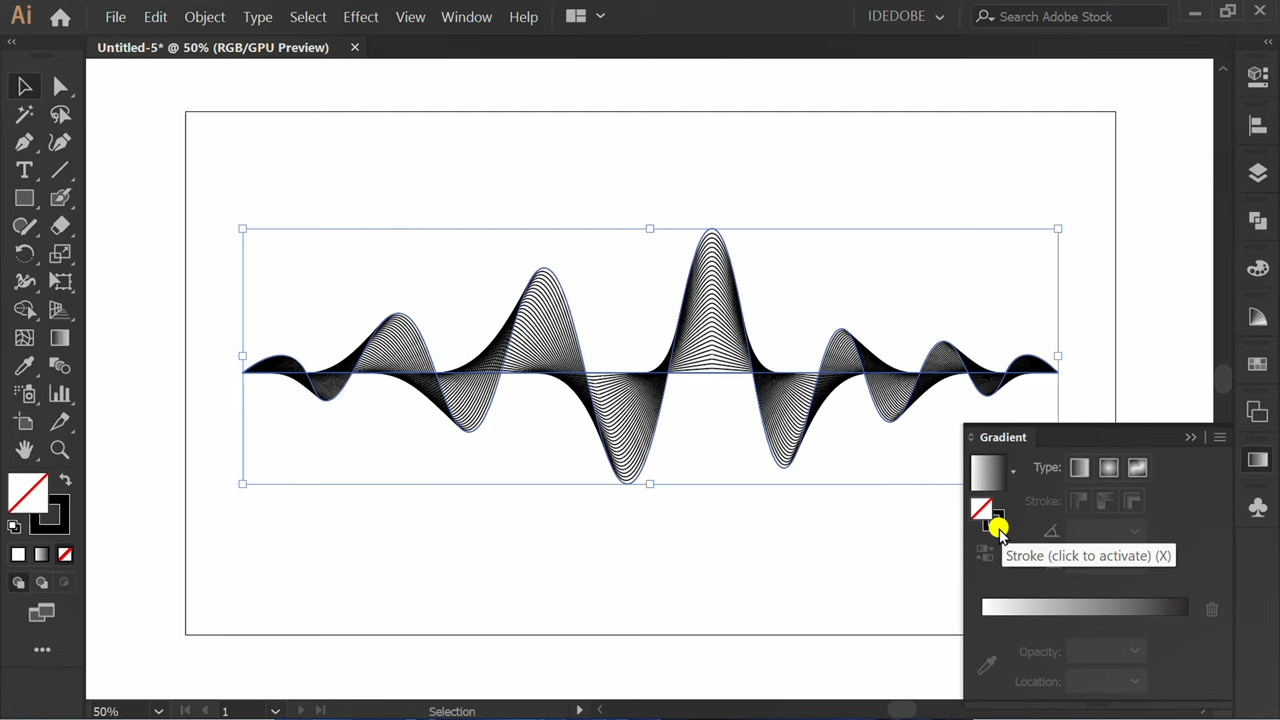 Ai File Edit Object Type Select Effect View Window Help IDEDOBE Search Adobe Stock
Untitled-5* @ 50% (RGB/GPU Preview)
T
Gradient
Type:
Stroke:
Stroke (click to activate) (X)
Opacity:
Location:
50% 1 Selection